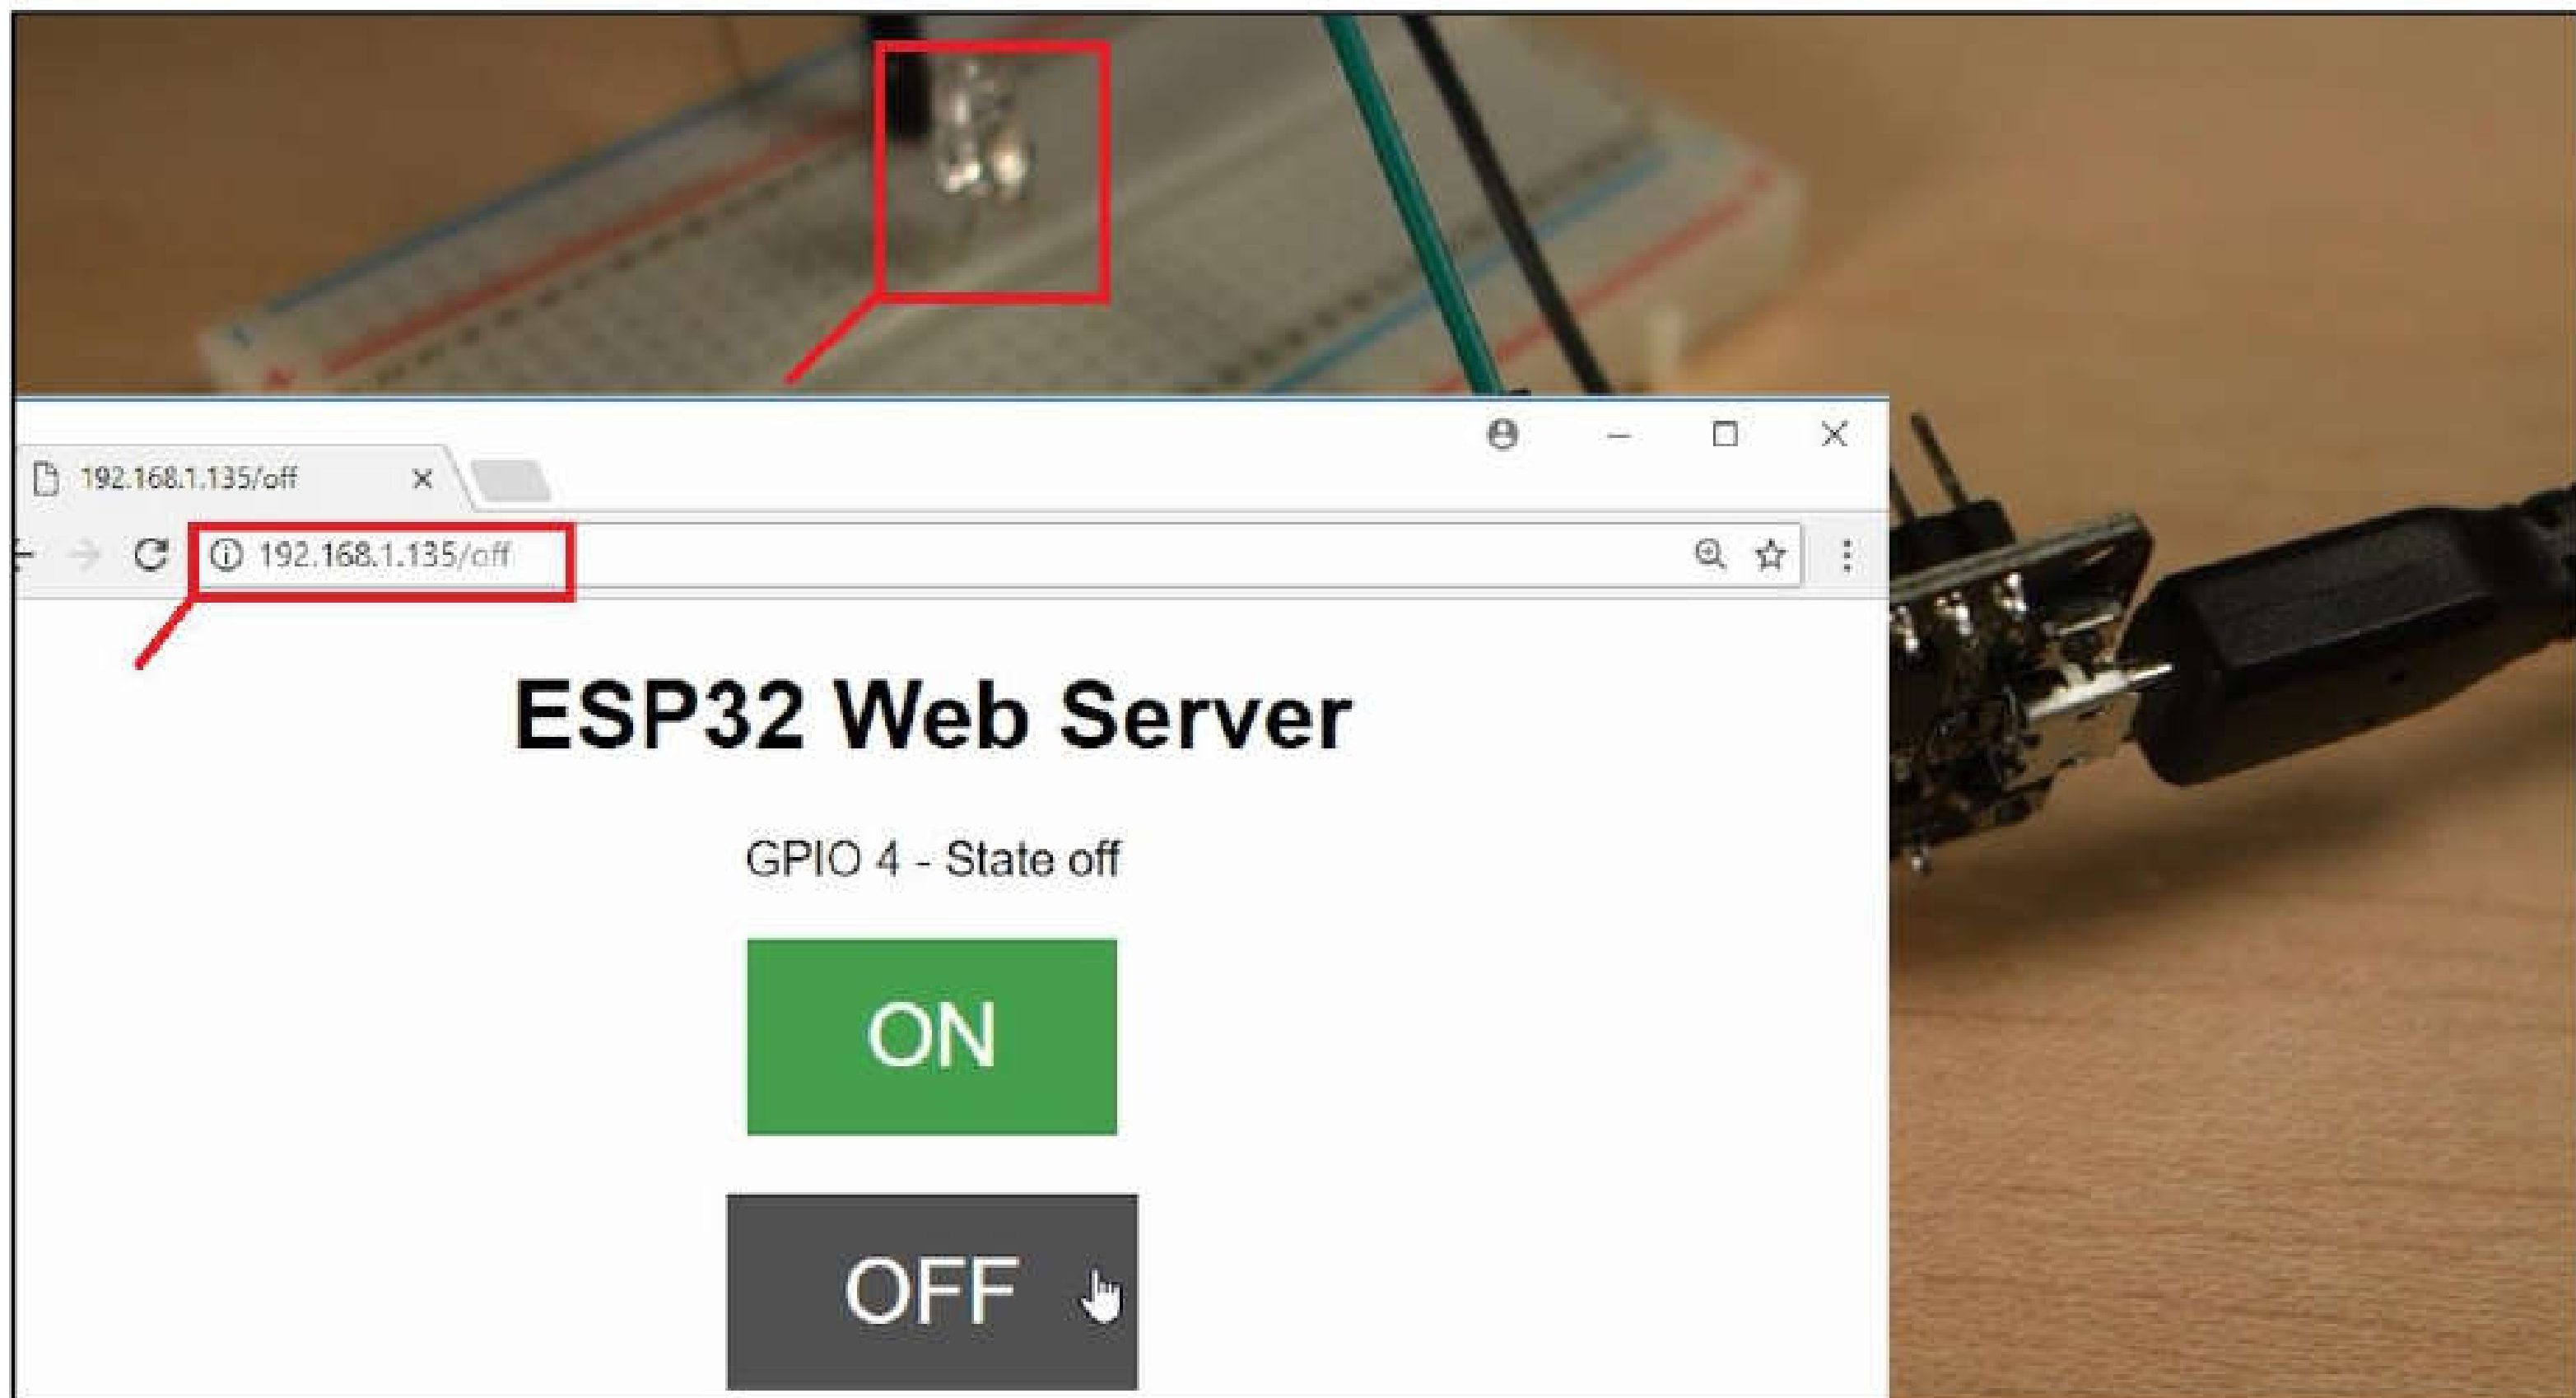 192.168.1.135/off
192.168.1.135/off
ESP32 Web Server
GPIO 4 - State off
ON
OFF